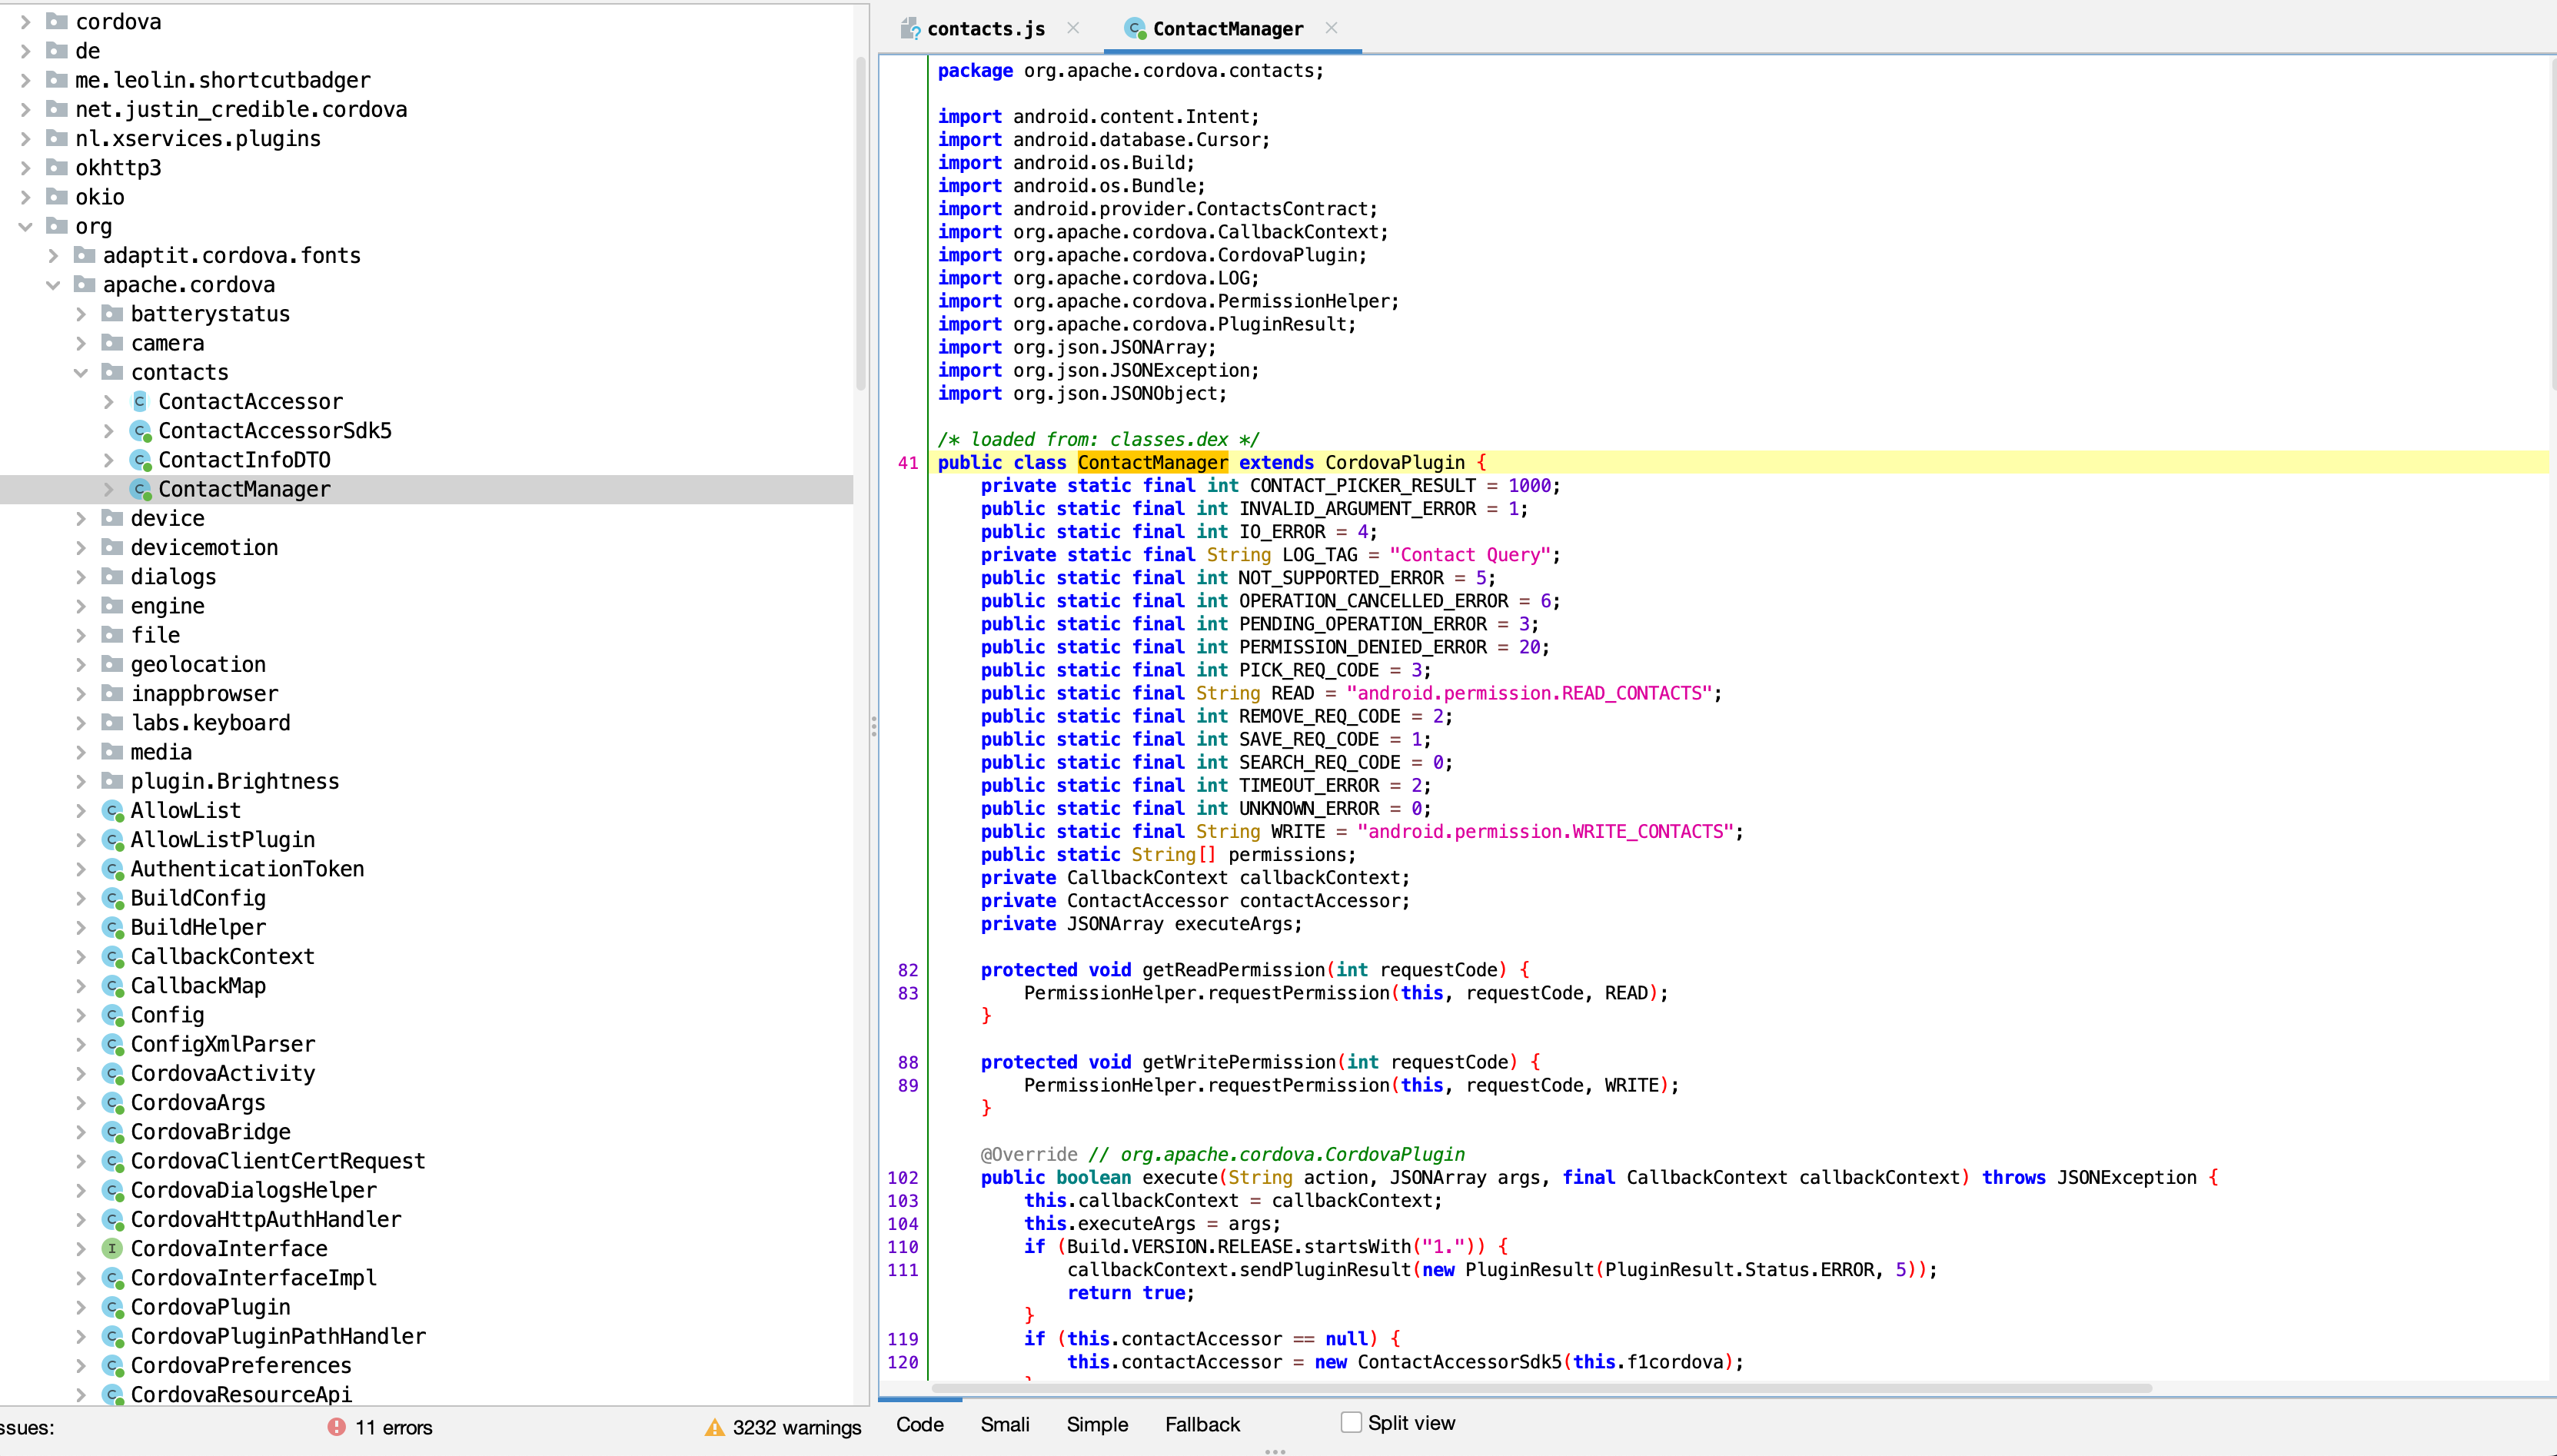 cordova
de
me.leolin.shortcutbadger
net.justin_credible.cordova
nl.xservices.plugins
okhttp3
okio
org
adaptit.cordova.fonts
apache.cordova
batterystatus
camera
contacts
ContactAccessor
ContactAccessorSdk5
ContactInfoDTO
ContactManager
device
devicemotion
dialogs
engine
file
geolocation
inappbrowser
labs.keyboard
media
plugin.Brightness
AllowList
AllowListPlugin
AuthenticationToken
BuildConfig
BuildHelper
CallbackContext
CallbackMap
Config
ConfigXmlParser
CordovaActivity
CordovaArgs
CordovaBridge
CordovaClientCertRequest
CordovaDialogsHelper
CordovaHttpAuthHandler
CordovaInterface
CordovaInterfaceImpl
CordovaPlugin
CordovaPluginPathHandler
CordovaPreferences
CordovaResourceApi
ssues: 11 errors 3232 warnings
contacts.js ContactManager
package org.apache.cordova.contacts;
import android.content.Intent;
import android.database.Cursor;
import android.os.Build;
import android.os.Bundle;
import android.provider.ContactsContract;
import org.apache.cordova.CallbackContext;
import org.apache.cordova.CordovaPlugin;
import org.apache.cordova.LOG;
import org.apache.cordova.PermissionHelper;
import org.apache.cordova.PluginResult;
import org.json.JSONArray;
import org.json.JSONException;
import org.json.JSONObject;
/* loaded from: classes.dex */
41 public class ContactManager extends CordovaPlugin {
private static final int CONTACT_PICKER_RESULT = 1000;
public static final int INVALID_ARGUMENT_ERROR = 1;
public static final int IO_ERROR = 4;
private static final String LOG_TAG = "Contact Query";
public static final int NOT_SUPPORTED_ERROR = 5;
public static final int OPERATION_CANCELLED_ERROR = 6;
public static final int PENDING_OPERATION_ERROR = 3;
public static final int PERMISSION_DENIED_ERROR = 20;
public static final int PICK_REQ_CODE = 3;
public static final String READ = "android.permission.READ_CONTACTS";
public static final int REMOVE_REQ_CODE = 2;
public static final int SAVE_REQ_CODE = 1;
public static final int SEARCH_REQ_CODE = 0;
public static final int TIMEOUT_ERROR = 2;
public static final int UNKNOWN_ERROR = 0;
public static final String WRITE = "android.permission.WRITE_CONTACTS";
public static String[] permissions;
private CallbackContext callbackContext;
private ContactAccessor contactAccessor;
private JSONArray executeArgs;
82 protected void getReadPermission(int requestCode) {
83 PermissionHelper.requestPermission(this, requestCode, READ);
}
88 protected void getWritePermission(int requestCode) {
89 PermissionHelper.requestPermission(this, requestCode, WRITE);
}
@Override // org.apache.cordova.CordovaPlugin
102 public boolean execute(String action, JSONArray args, final CallbackContext callbackContext) throws JSONException {
103 this.callbackContext = callbackContext;
104 this.executeArgs = args;
110 if (Build.VERSION.RELEASE.startsWith("1.")) {
111 callbackContext.sendPluginResult(new PluginResult(PluginResult.Status.ERROR, 5));
return true;
}
119 if (this.contactAccessor == null) {
120 this.contactAccessor = new ContactAccessorSdk5(this.f1cordova);
Code Smali Simple Fallback Split view